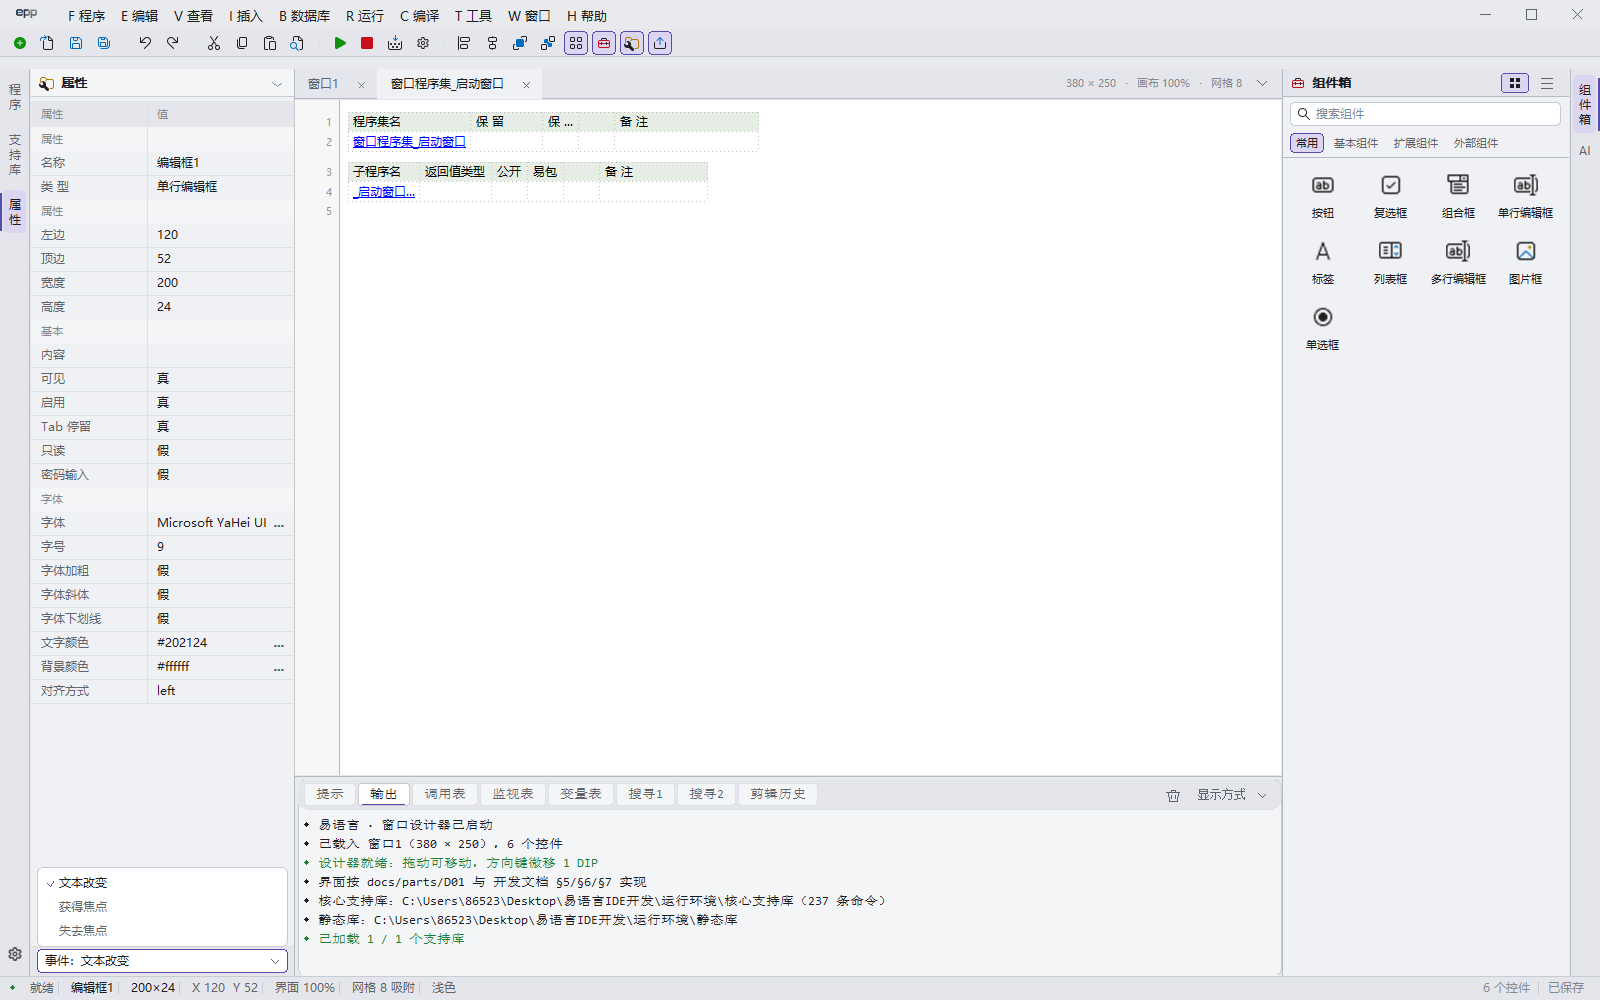 epp
F 程序 E 编辑 V 查看 I 插入 B 数据库 R 运行 C 编译 T 工具 W 窗口 H 帮助
程序
支持库
属性
属性
属性 值
属性
名称 编辑框1
类 型 单行编辑框
属性
左边 120
顶边 52
宽度 200
高度 24
基本
内容
可见 真
启用 真
Tab 停留 真
只读 假
密码输入 假
字体
字体 Microsoft YaHei UI ...
字号 9
字体加粗 假
字体斜体 假
字体下划线 假
文字颜色 #202124 ...
背景颜色 #ffffff ...
对齐方式 left
文本改变
获得焦点
失去焦点
事件：文本改变
窗口1 窗口程序集_启动窗口
380 × 250 · 画布 100% · 网格 8
1 程序集名 保 留 保 ... 备 注
2 窗口程序集_启动窗口
3 子程序名 返回值类型 公开 易包 备 注
4 _启动窗口...
5
提示 输出 调用表 监视表 变量表 搜寻1 搜寻2 剪辑历史 显示方式
易语言 · 窗口设计器已启动
已载入 窗口1（380 × 250），6 个控件
设计器就绪：拖动可移动，方向键微移 1 DIP
界面按 docs/parts/D01 与 开发文档 §5/§6/§7 实现
核心支持库：C:\Users\86523\Desktop\易语言IDE开发\运行环境\核心支持库（237 条命令）
静态库：C:\Users\86523\Desktop\易语言IDE开发\运行环境\静态库
已加载 1 / 1 个支持库
组件箱
搜索组件
常用 基本组件 扩展组件 外部组件
按钮 复选框 组合框 单行编辑框
标签 列表框 多行编辑框 图片框
单选框
组件箱
AI
就绪 编辑框1 200×24 X 120 Y 52 界面 100% 网格 8 吸附 浅色 6 个控件 已保存